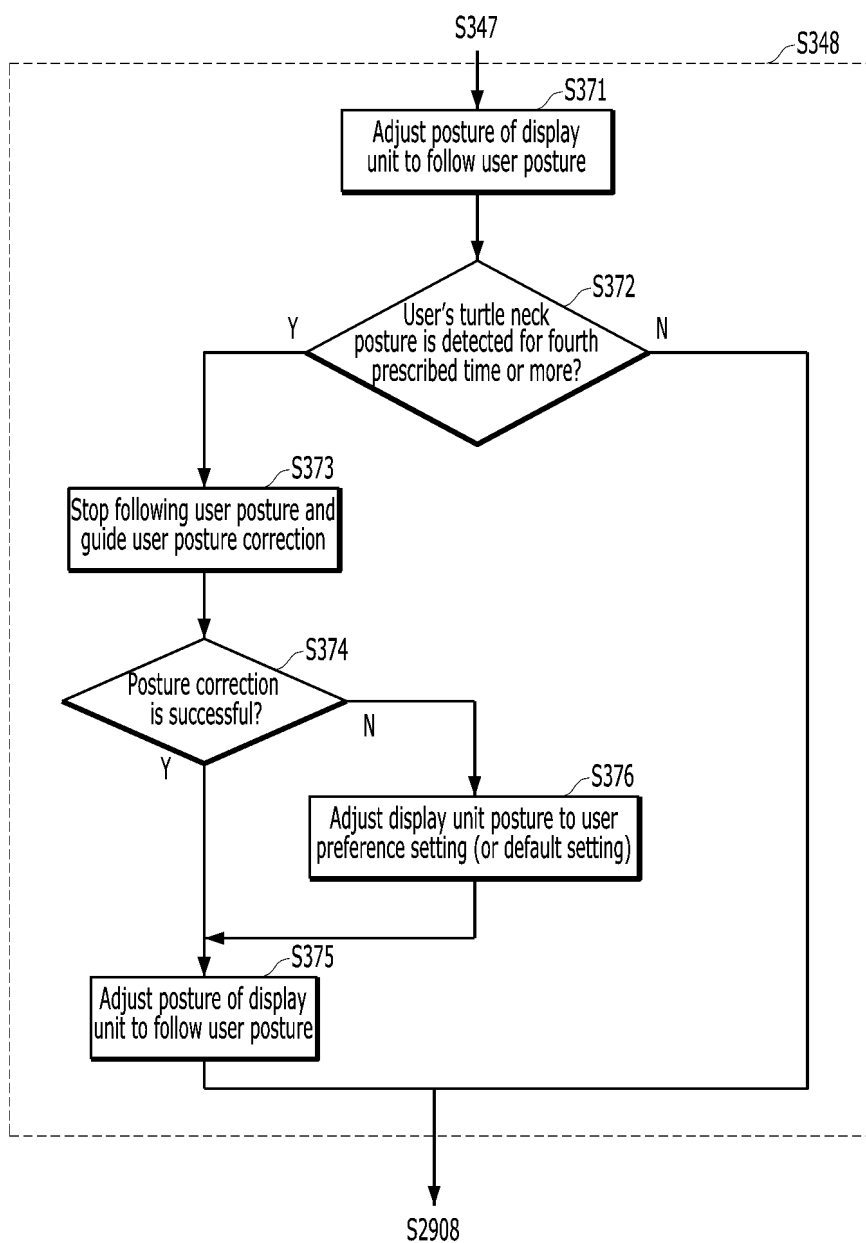 S347
S348
S371
Adjust posture of display
unit to follow user posture
S372
User's turtle neck
posture is detected for fourth
prescribed time or more?
Y
N
S373
Stop following user posture and
guide user posture correction
S374
Posture correction
is successful?
N
Y
S376
Adjust display unit posture to user
preference setting (or default setting)
S375
Adjust posture of display
unit to follow user posture
S2908